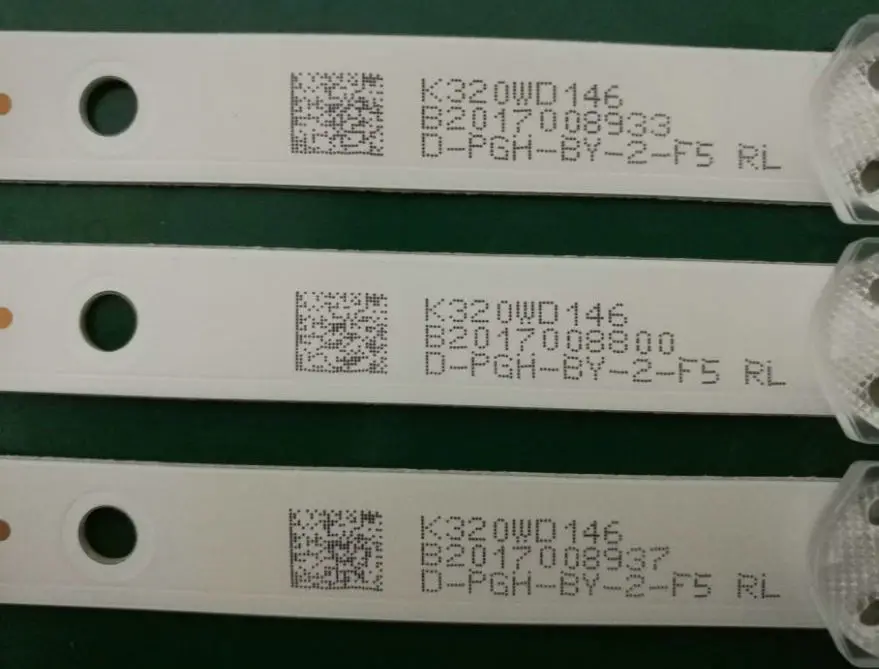 K320WD146
B2017008933
D-PGH-BY-2-F5 RL
K320WD146
B2017008800
D-PGH-BY-2-F5 RL
K320WD146
B2017008937
D-PGH-BY-2-F5 RL